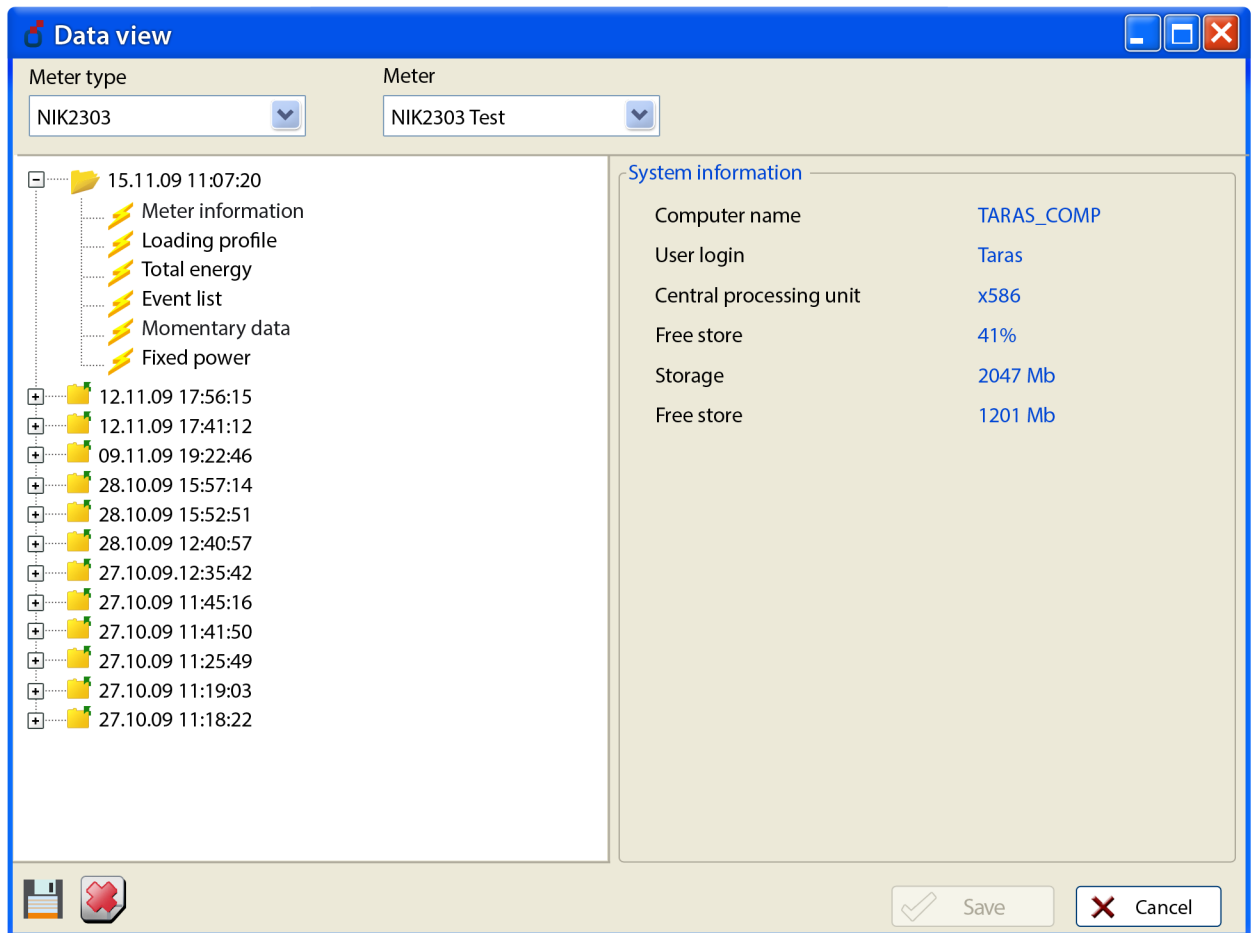 Data view
Meter type
Meter
NIK2303
NIK2303 Test
15.11.09 11:07:20
Meter information
Loading profile
Total energy
Event list
Momentary data
Fixed power
12.11.09 17:56:15
12.11.09 17:41:12
09.11.09 19:22:46
28.10.09 15:57:14
28.10.09 15:52:51
28.10.09 12:40:57
27.10.09.12:35:42
27.10.09 11:45:16
27.10.09 11:41:50
27.10.09 11:25:49
27.10.09 11:19:03
27.10.09 11:18:22
System information
Computer name TARAS_COMP
User login Taras
Central processing unit x586
Free store 41%
Storage 2047 Mb
Free store 1201 Mb
Save
Cancel